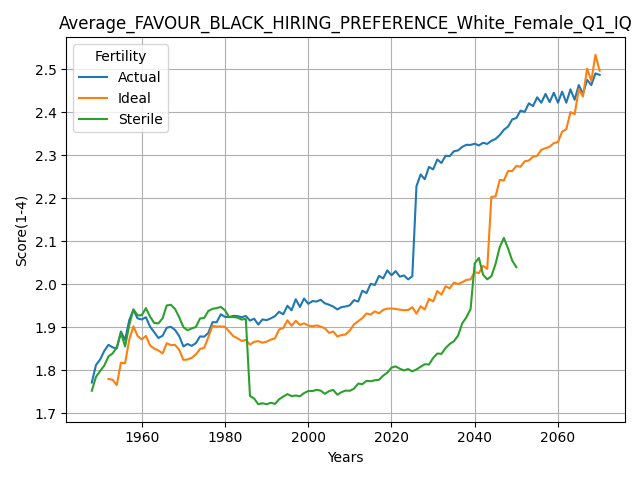 Average_FAVOUR_BLACK_HIRING_PREFERENCE_White_Female_Q1_IQ
Fertility
Actual
Ideal
Sterile
2.5
2.4
2.3
2.2
2.1
2.0
1.9
1.8
1.7
Score(1-4)
1960
1980
2000
2020
2040
2060
Years